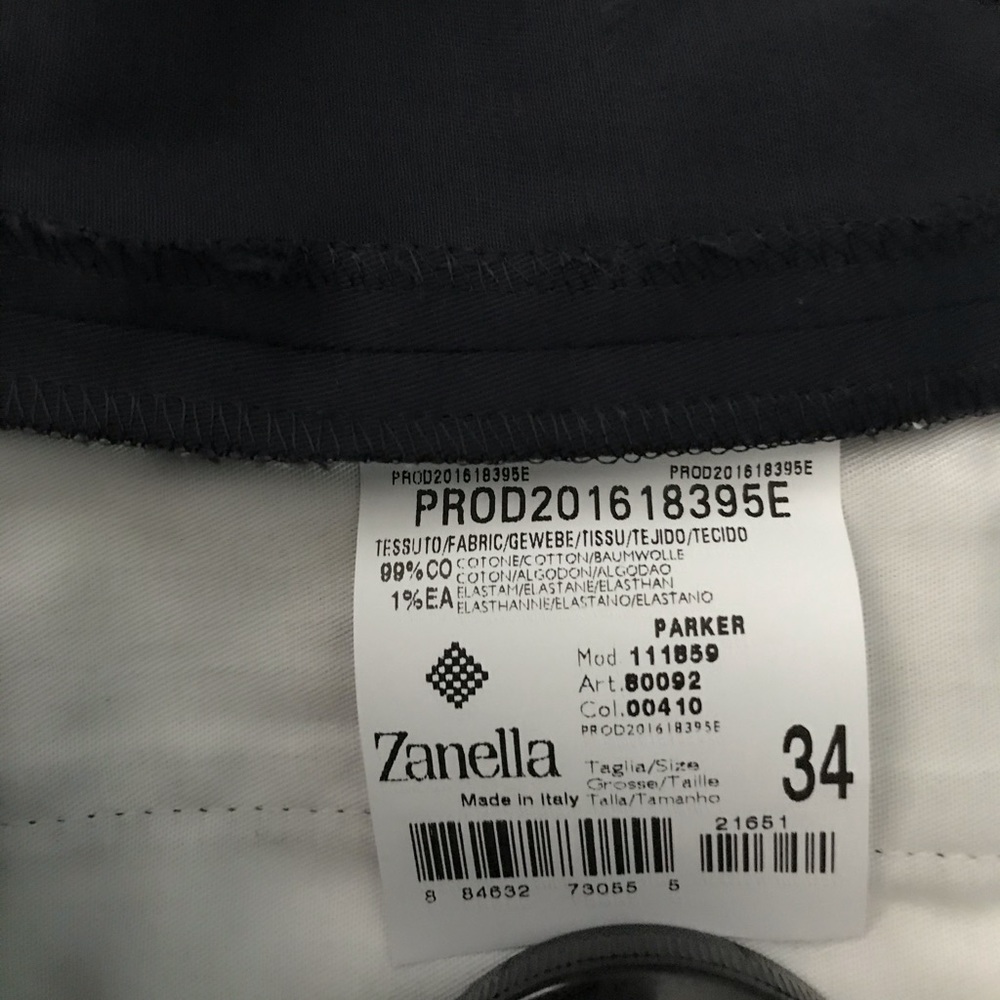 PROD201618395E PROD201618395E
PROD201618395E
TESSUTO/FABRIC/GEWEBE/TISSU/TEJIDO/TECIDO
99%CO COTONE/COTTON/BAUMWOLLE
COTON/ALGODON/ALGODAO
1%EA ELASTAM/ELASTANE/ELASTHAN
ELASTHANNE/ELASTANO/ELASTANO
PARKER
Mod 111859
Art.80092
Col.00410
PROD201618395E
Zanella
Taglia/Size
Grosse/Taille
Talla/Tamanho
34
Made in Italy
21651
8 84632 73055 5